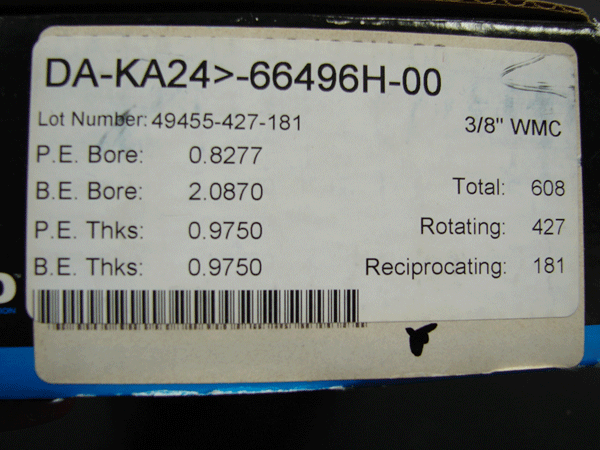 DA-KA24>-66496H-00
Lot Number: 49455-427-181
3/8" WMC
P.E. Bore: 0.8277
B.E. Bore: 2.0870
Total: 608
P.E. Thks: 0.9750
Rotating: 427
B.E. Thks: 0.9750
Reciprocating: 181